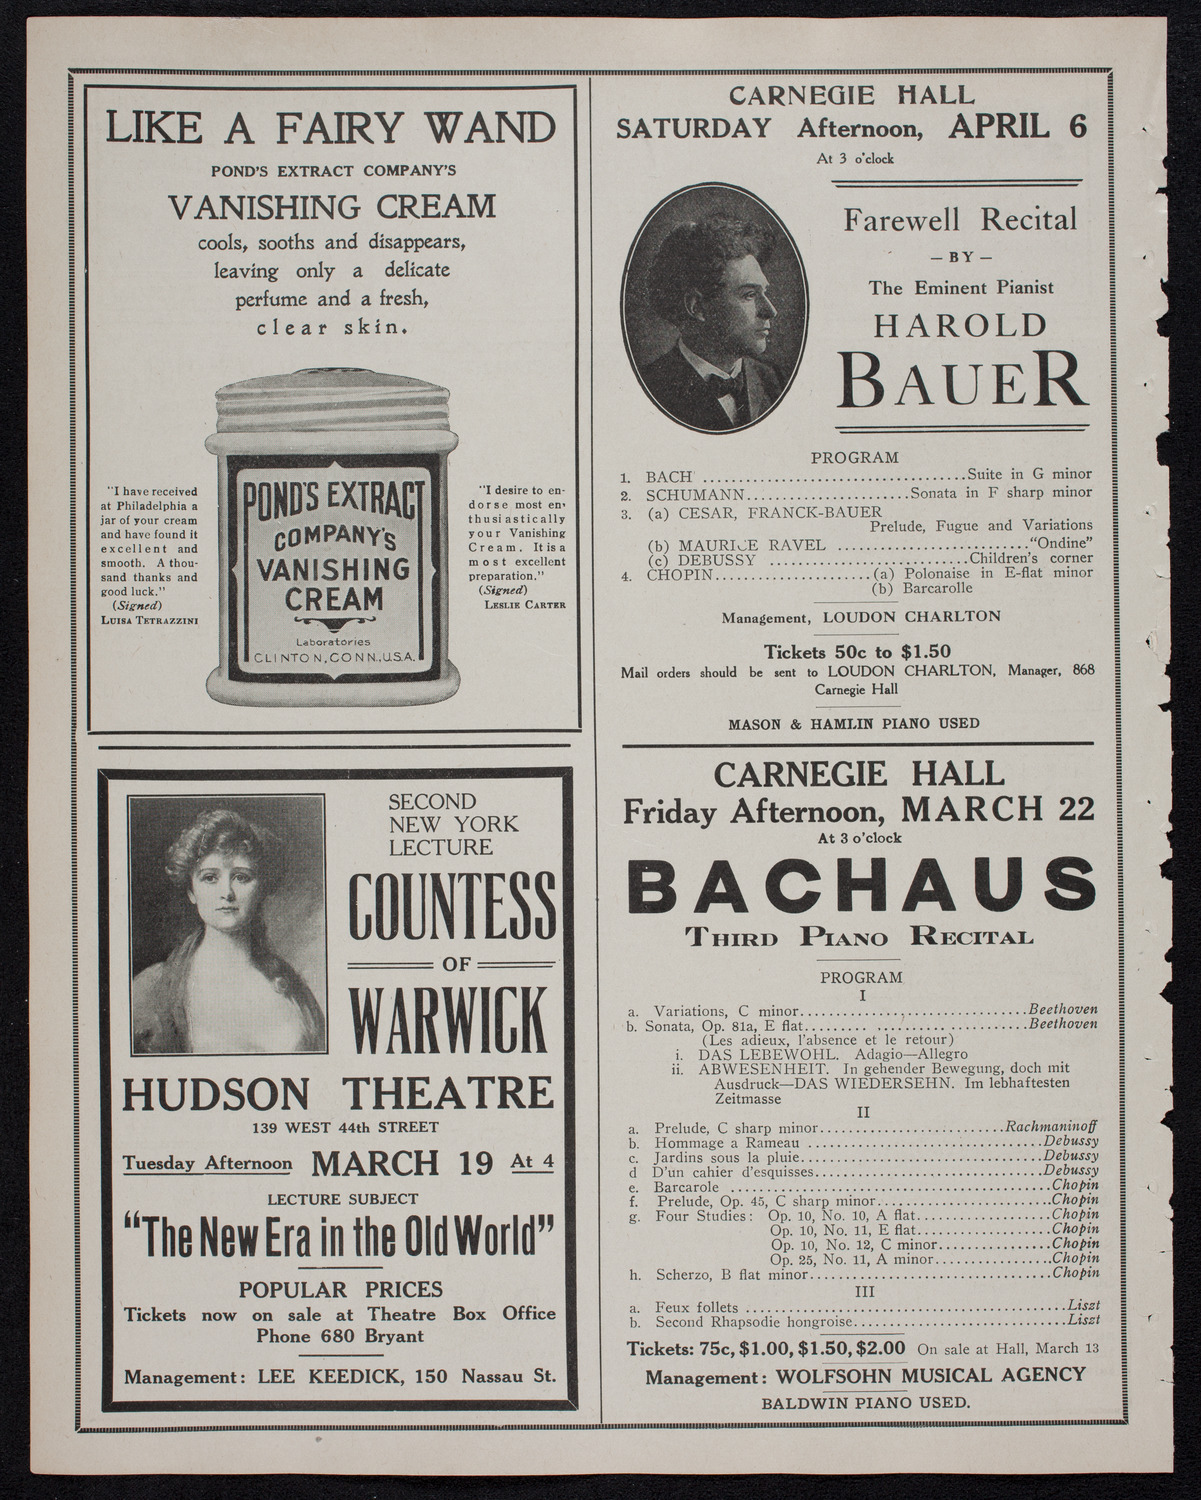 LIKE A FAIRY WAND
POND'S EXTRACT COMPANY'S
VANISHING CREAM
cools, sooths and disappears,
leaving only a delicate
perfume and a fresh,
clear skin.
"I have received
at Philadelphia a
jar of your cream
and have found it
excellent and
smooth. A thou-
sand thanks and
good luck."
(Signed)
LUISA TETRAZZINI
POND'S EXTRACT
COMPANY'S
VANISHING
CREAM
Laboratories
CLINTON, CONN., U.S.A.
"I desire to en-
dorse most en-
thusiastically
your Vanishing
Cream. It is a
most excellent
preparation."
(Signed)
LESLIE CARTER
SECOND
NEW YORK
LECTURE
COUNTESS
OF
WARWICK
HUDSON THEATRE
139 WEST 44th STREET
Tuesday Afternoon MARCH 19 At 4
LECTURE SUBJECT
"The New Era in the Old World"
POPULAR PRICES
Tickets now on sale at Theatre Box Office
Phone 680 Bryant
Management: LEE KEEDICK, 150 Nassau St.
CARNEGIE HALL
SATURDAY Afternoon, APRIL 6
At 3 o'clock
Farewell Recital
— BY —
The Eminent Pianist
HAROLD
BAUER
PROGRAM
1. BACH ..............................Suite in G minor
2. SCHUMANN....................Sonata in F sharp minor
3. (a) CESAR, FRANCK-BAUER
Prelude, Fugue and Variations
(b) MAURICE RAVEL ..........................."Ondine"
(c) DEBUSSY .........................Children's corner
4. CHOPIN......................(a) Polonaise in E-flat minor
(b) Barcarolle
Management, LOUDON CHARLTON
Tickets 50c to $1.50
Mail orders should be sent to LOUDON CHARLTON, Manager, 868
Carnegie Hall
MASON & HAMLIN PIANO USED
CARNEGIE HALL
Friday Afternoon, MARCH 22
At 3 o'clock
BACHAUS
THIRD PIANO RECITAL
PROGRAM
I
a. Variations, C minor..............................Beethoven
b. Sonata, Op. 81a, E flat..............................Beethoven
(Les adieux, l'absence et le retour)
i. DAS LEBEWOHL. Adagio—Allegro
ii. ABWESENHEIT. In gehender Bewegung, doch mit
Ausdruck—DAS WIEDERSEHN. Im lebhaftesten
Zeitmasse
II
a. Prelude, C sharp minor.........................Rachmaninoff
b. Hommage a Rameau ..............................Debussy
c. Jardins sous la pluie..............................Debussy
d D'un cahier d'esquisses..............................Debussy
e. Barcarole ........................................Chopin
f. Prelude, Op. 45, C sharp minor.........................Chopin
g. Four Studies: Op. 10, No. 10, A flat..................Chopin
Op. 10, No. 11, E flat..................Chopin
Op. 10, No. 12, C minor...............Chopin
Op. 25, No. 11, A minor...............Chopin
h. Scherzo, B flat minor..............................Chopin
III
a. Feux follets ........................................Liszt
b. Second Rhapsodie hongroise..............................Liszt
Tickets: 75c, $1.00, $1.50, $2.00 On sale at Hall, March 13
Management: WOLFSOHN MUSICAL AGENCY
BALDWIN PIANO USED.